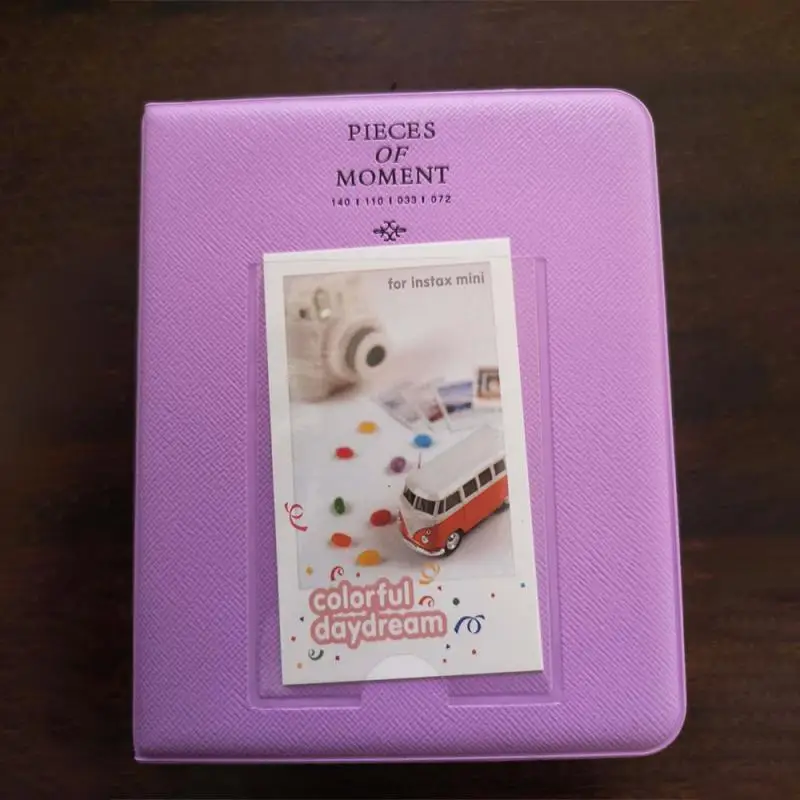 PIECES
OF
MOMENT
140 I 110 I 033 I 072
for instax mini
colorful
daydream